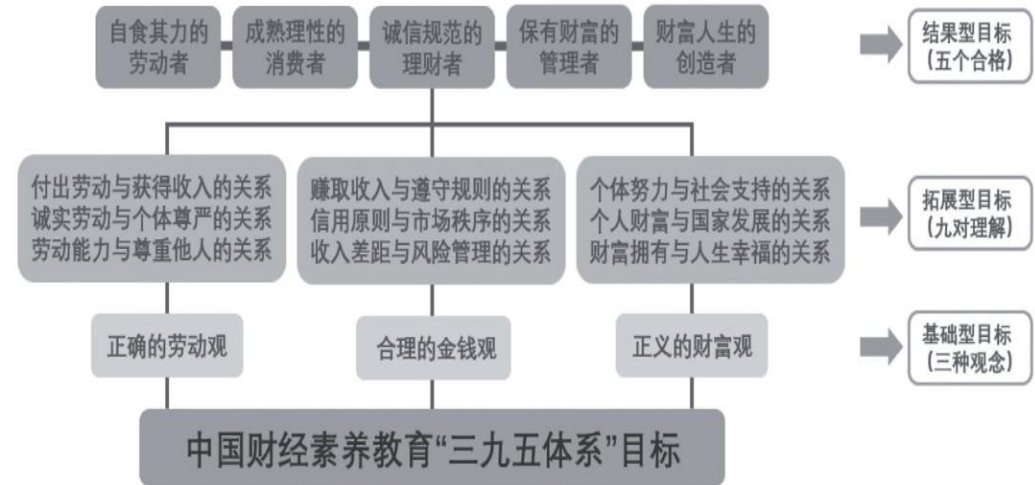 自食其力的
劳动者
成熟理性的
消费者
诚信规范的
理财者
保有财富的
管理者
财富人生的
创造者
结果型目标
(五个合格)
付出劳动与获得收入的关系
诚实劳动与个体尊严的关系
劳动能力与尊重他人的关系
赚取收入与遵守规则的关系
信用原则与市场秩序的关系
收入差距与风险管理的关系
个体努力与社会支持的关系
个人财富与国家发展的关系
财富拥有与人生幸福的关系
拓展型目标
(九对理解)
正确的劳动观
合理的金钱观
正义的财富观
基础型目标
(三种观念)
中国财经素养教育“三九五体系”目标